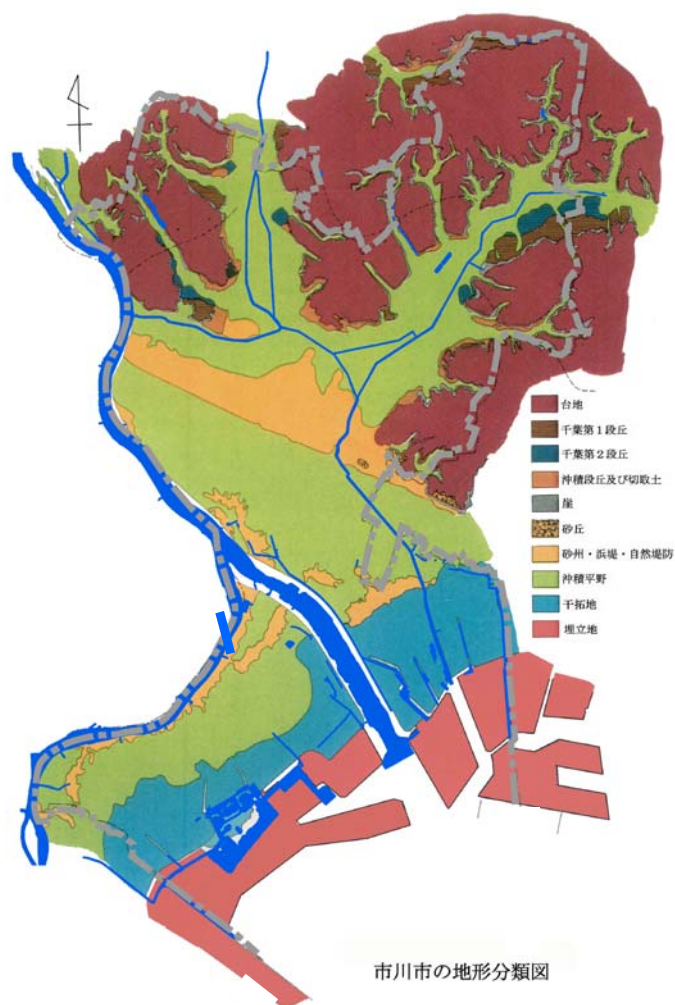 台地
千葉第1段丘
千葉第2段丘
沖積段丘及び切取土
崖
砂丘
砂州・浜堤・自然堤防
沖積平野
干拓地
埋立地
市川市の地形分類図